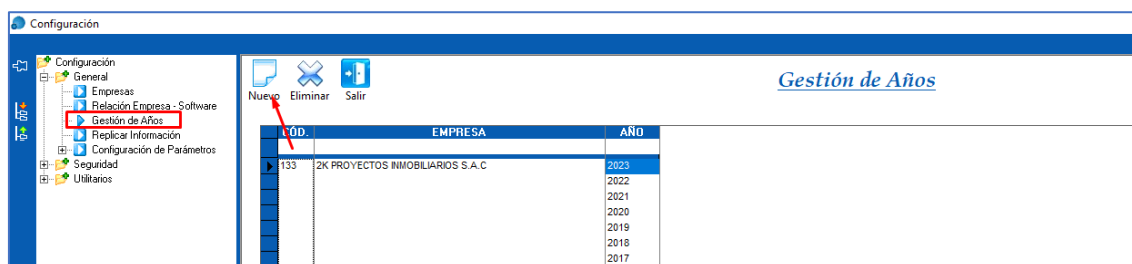 Configuración
Configuración
General
Empresas
Relación Empresa - Software
Gestión de Años
Replicar Información
Configuración de Parámetros
Seguridad
Utilitarios
Nuevo Eliminar Salir
Gestión de Años
CÓD. EMPRESA AÑO
133 2K PROYECTOS INMOBILIARIOS S.A.C 2023
2022
2021
2020
2019
2018
2017